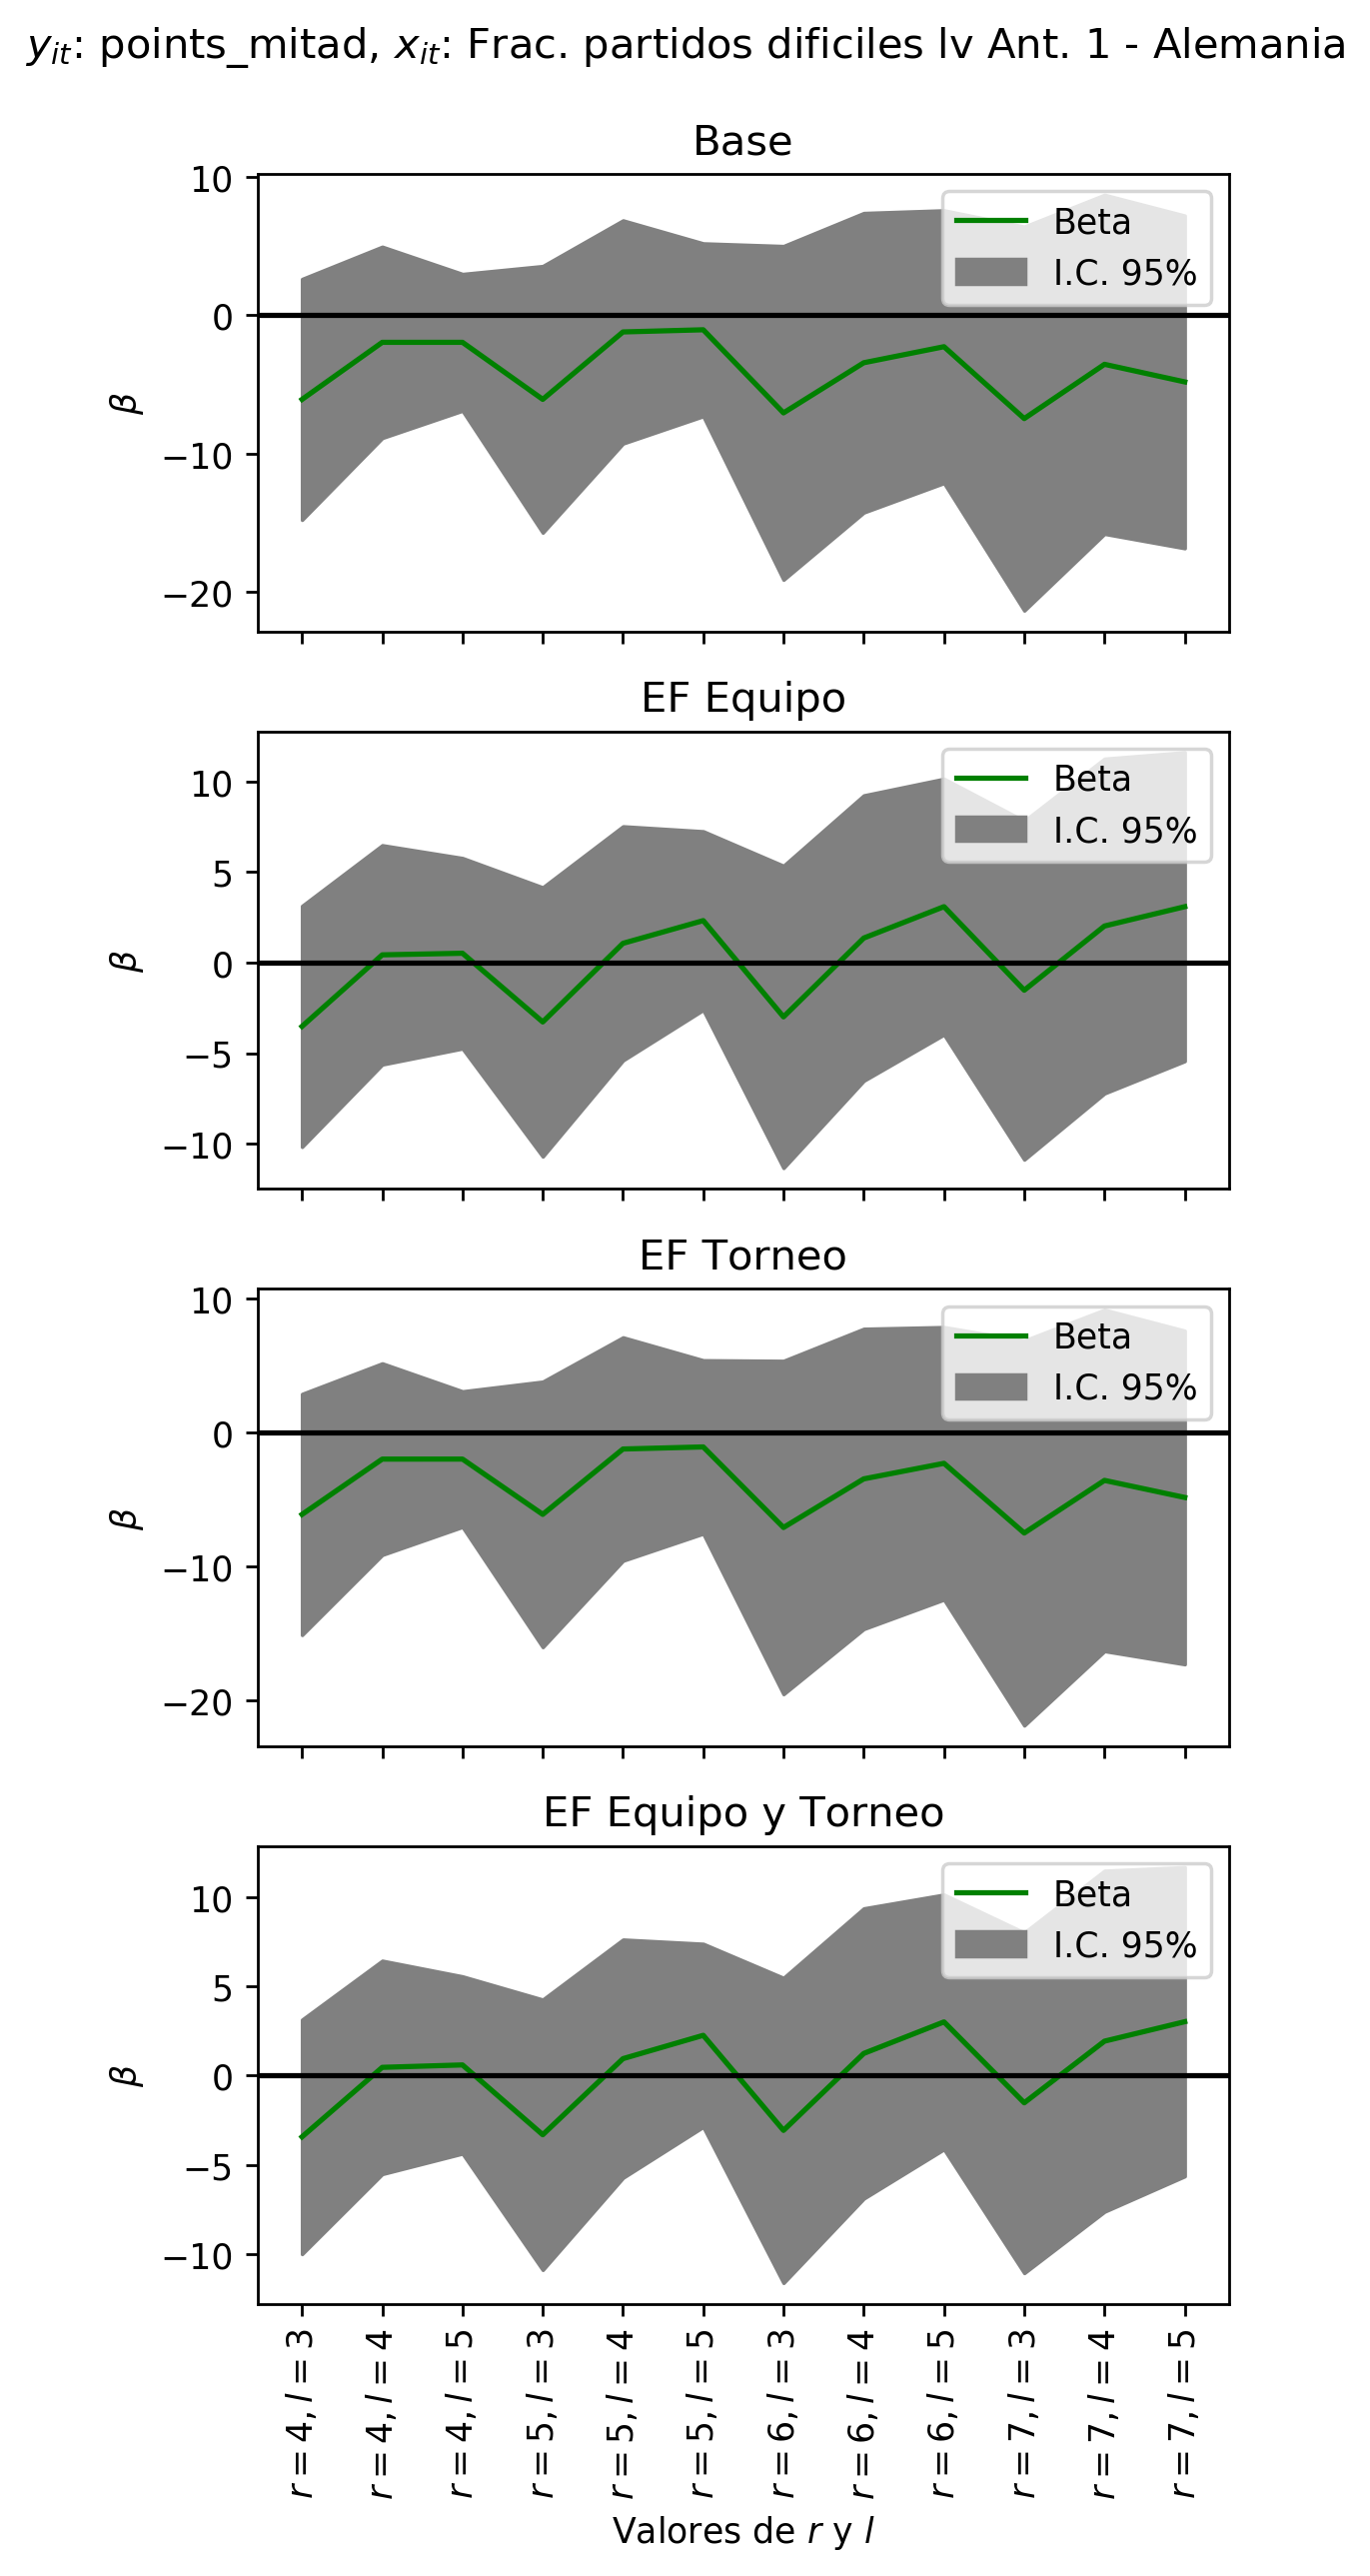 y_it: points_mitad, x_it: Frac. partidos dificiles lv Ant. 1 - Alemania
Base
10
0
−10
−20
β
Beta
I.C. 95%
EF Equipo
10
5
0
−5
−10
β
Beta
I.C. 95%
EF Torneo
10
0
−10
−20
β
Beta
I.C. 95%
EF Equipo y Torneo
10
5
0
−5
−10
β
Beta
I.C. 95%
r = 4, l = 3
r = 4, l = 4
r = 4, l = 5
r = 5, l = 3
r = 5, l = 4
r = 5, l = 5
r = 6, l = 3
r = 6, l = 4
r = 6, l = 5
r = 7, l = 3
r = 7, l = 4
r = 7, l = 5
Valores de r y l